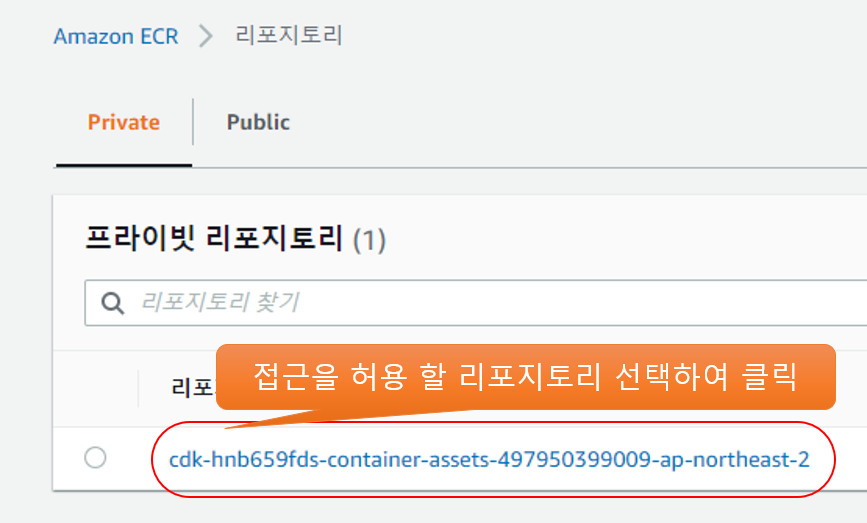 Amazon ECR > 리포지토리
Private Public
프라이빗 리포지토리 (1)
리포지토리 찾기
접근을 허용 할 리포지토리 선택하여 클릭
cdk-hnb659fds-container-assets-497950399009-ap-northeast-2